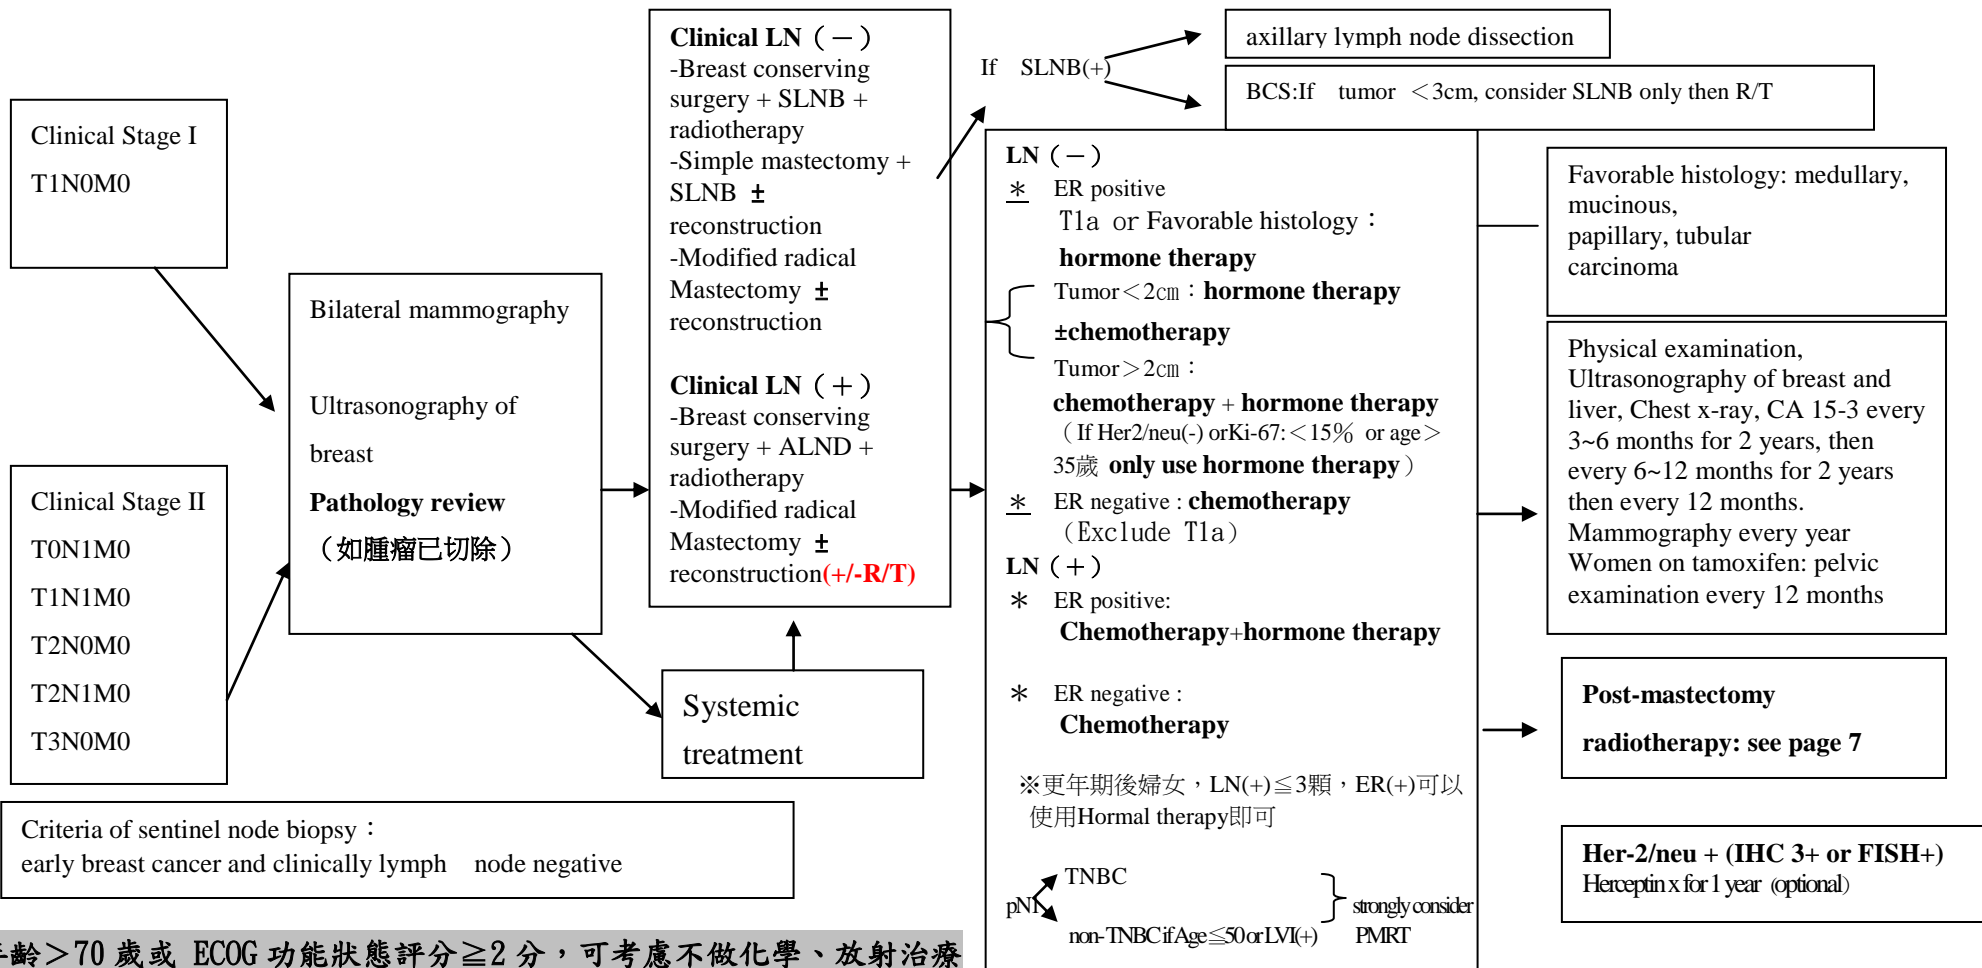 Clinical Stage I
T1N0M0
Clinical Stage II
T0N1M0
T1N1M0
T2N0M0
T2N1M0
T3N0M0
Bilateral mammography
Ultrasonography of
breast
Pathology review
（如腫瘤已切除）
Systemic
treatment
Clinical LN（－）
-Breast conserving
surgery + SLNB +
radiotherapy
-Simple mastectomy +
SLNB ±
reconstruction
-Modified radical
Mastectomy ±
reconstruction
Clinical LN（＋）
-Breast conserving
surgery + ALND +
radiotherapy
-Modified radical
Mastectomy ±
reconstruction(+/-R/T)
If SLNB(+)
axillary lymph node dissection
BCS:If tumor ＜3cm, consider SLNB only then R/T
LN（－）
＊ ER positive
T1a or Favorable histology：
hormone therapy
Tumor＜2㎝：hormone therapy
±chemotherapy
Tumor＞2㎝：
chemotherapy + hormone therapy
（If Her2/neu(-) orKi-67:＜15% or age＞
35歲 only use hormone therapy）
＊ ER negative : chemotherapy
（Exclude T1a）
LN（＋）
＊ ER positive:
Chemotherapy+hormone therapy
＊ ER negative :
Chemotherapy
※更年期後婦女，LN(+)≦3顆，ER(+)可以
使用Hormal therapy即可
TNBC
pN1
non-TNBC if Age≦50 or LVI(+)
strongly consider
PMRT
Favorable histology: medullary,
mucinous,
papillary, tubular
carcinoma
Physical examination,
Ultrasonography of breast and
liver, Chest x-ray, CA 15-3 every
3~6 months for 2 years, then
every 6~12 months for 2 years
then every 12 months.
Mammography every year
Women on tamoxifen: pelvic
examination every 12 months
Post-mastectomy
radiotherapy: see page 7
Her-2/neu + (IHC 3+ or FISH+)
Herceptin x for 1 year (optional)
Criteria of sentinel node biopsy：
early breast cancer and clinically lymph node negative
年齡＞70 歲或 ECOG 功能狀態評分≧2 分，可考慮不做化學、放射治療